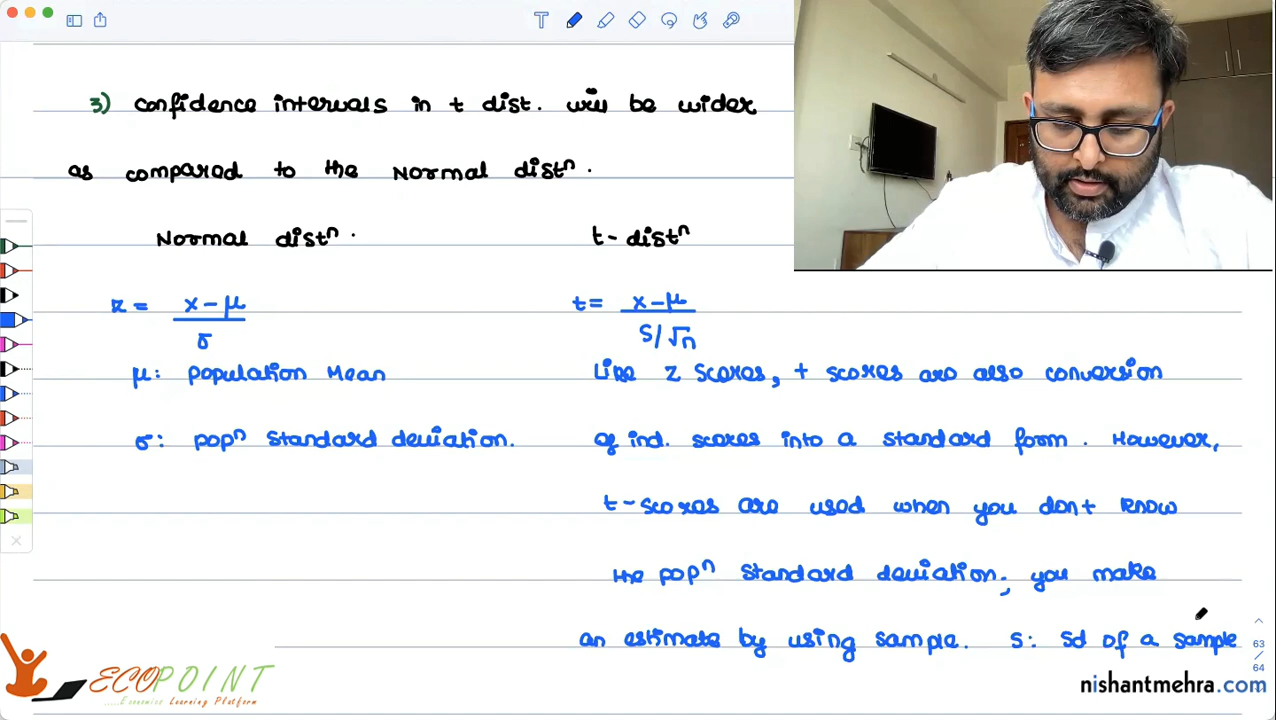 3) confidence intervals in t dist. will be wider
as compared to the Normal distⁿ.
Normal distⁿ.
t-distⁿ
z = x-μ / σ
t = x-μ / S/√n
μ: population Mean
Like z scores, t scores are also conversion
σ: popⁿ standard deviation.
of ind. scores into a standard form. However,
t-scores are used when you dont know
the popⁿ standard deviation; you make
an estimate by using sample. S: Sd of a sample
63
/
64
ECOPOINT
.....Economics Learning Platform
nishantmehra.com